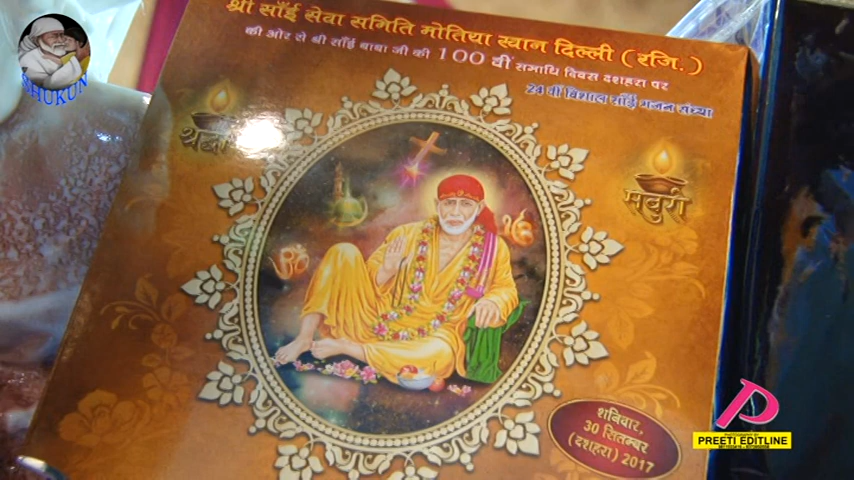 श्री साँई सेवा समिति मोतिया खान दिल्ली (रजि.)
की ओर से श्री साँई बाबा जी की 100 वीं समाधि दिवस दशहरा पर
24 वीं विशाल साँई भजन संध्या
श्रद्धा
सबुरी
शनिवार,
30 सितम्बर
(दशहरा) 2017
SHUKUN
P
PREETI EDITLINE